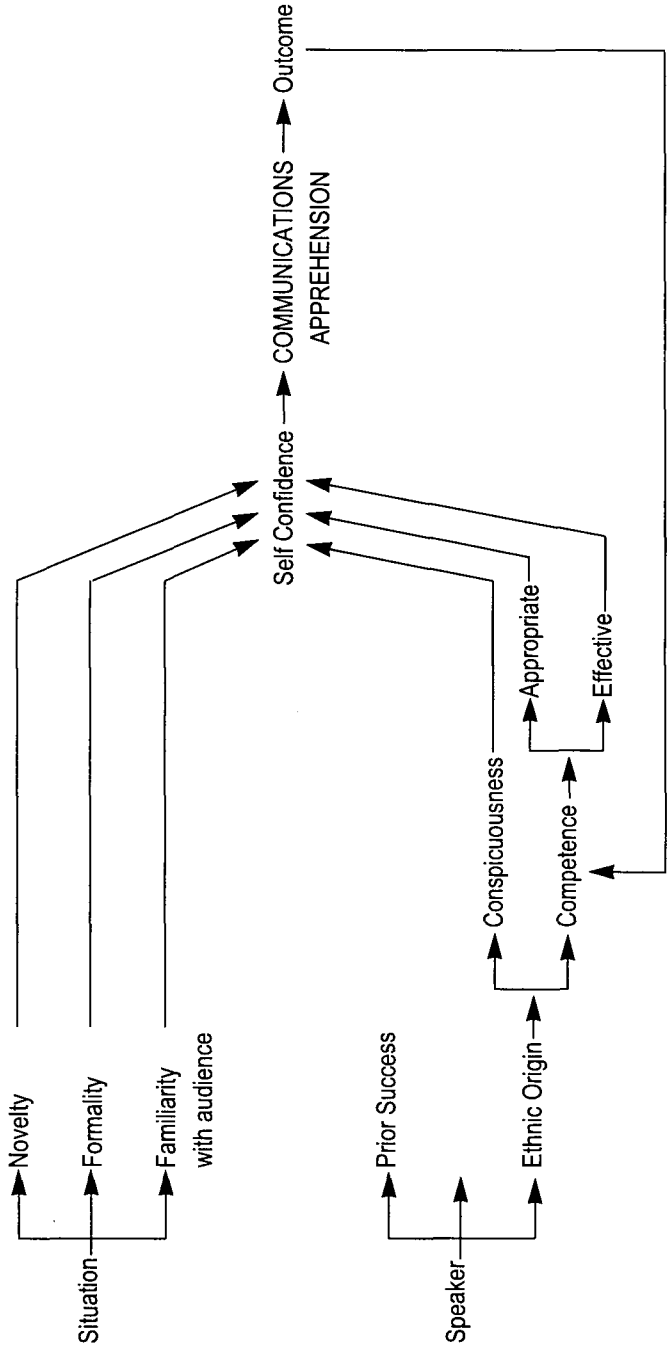 Situation
Novelty
Formality
Familiarity
with audience
Speaker
Prior Success
Ethnic Origin
Conspicuousness
Competence
Appropriate
Effective
Self Confidence
COMMUNICATIONS
APPREHENSION
Outcome